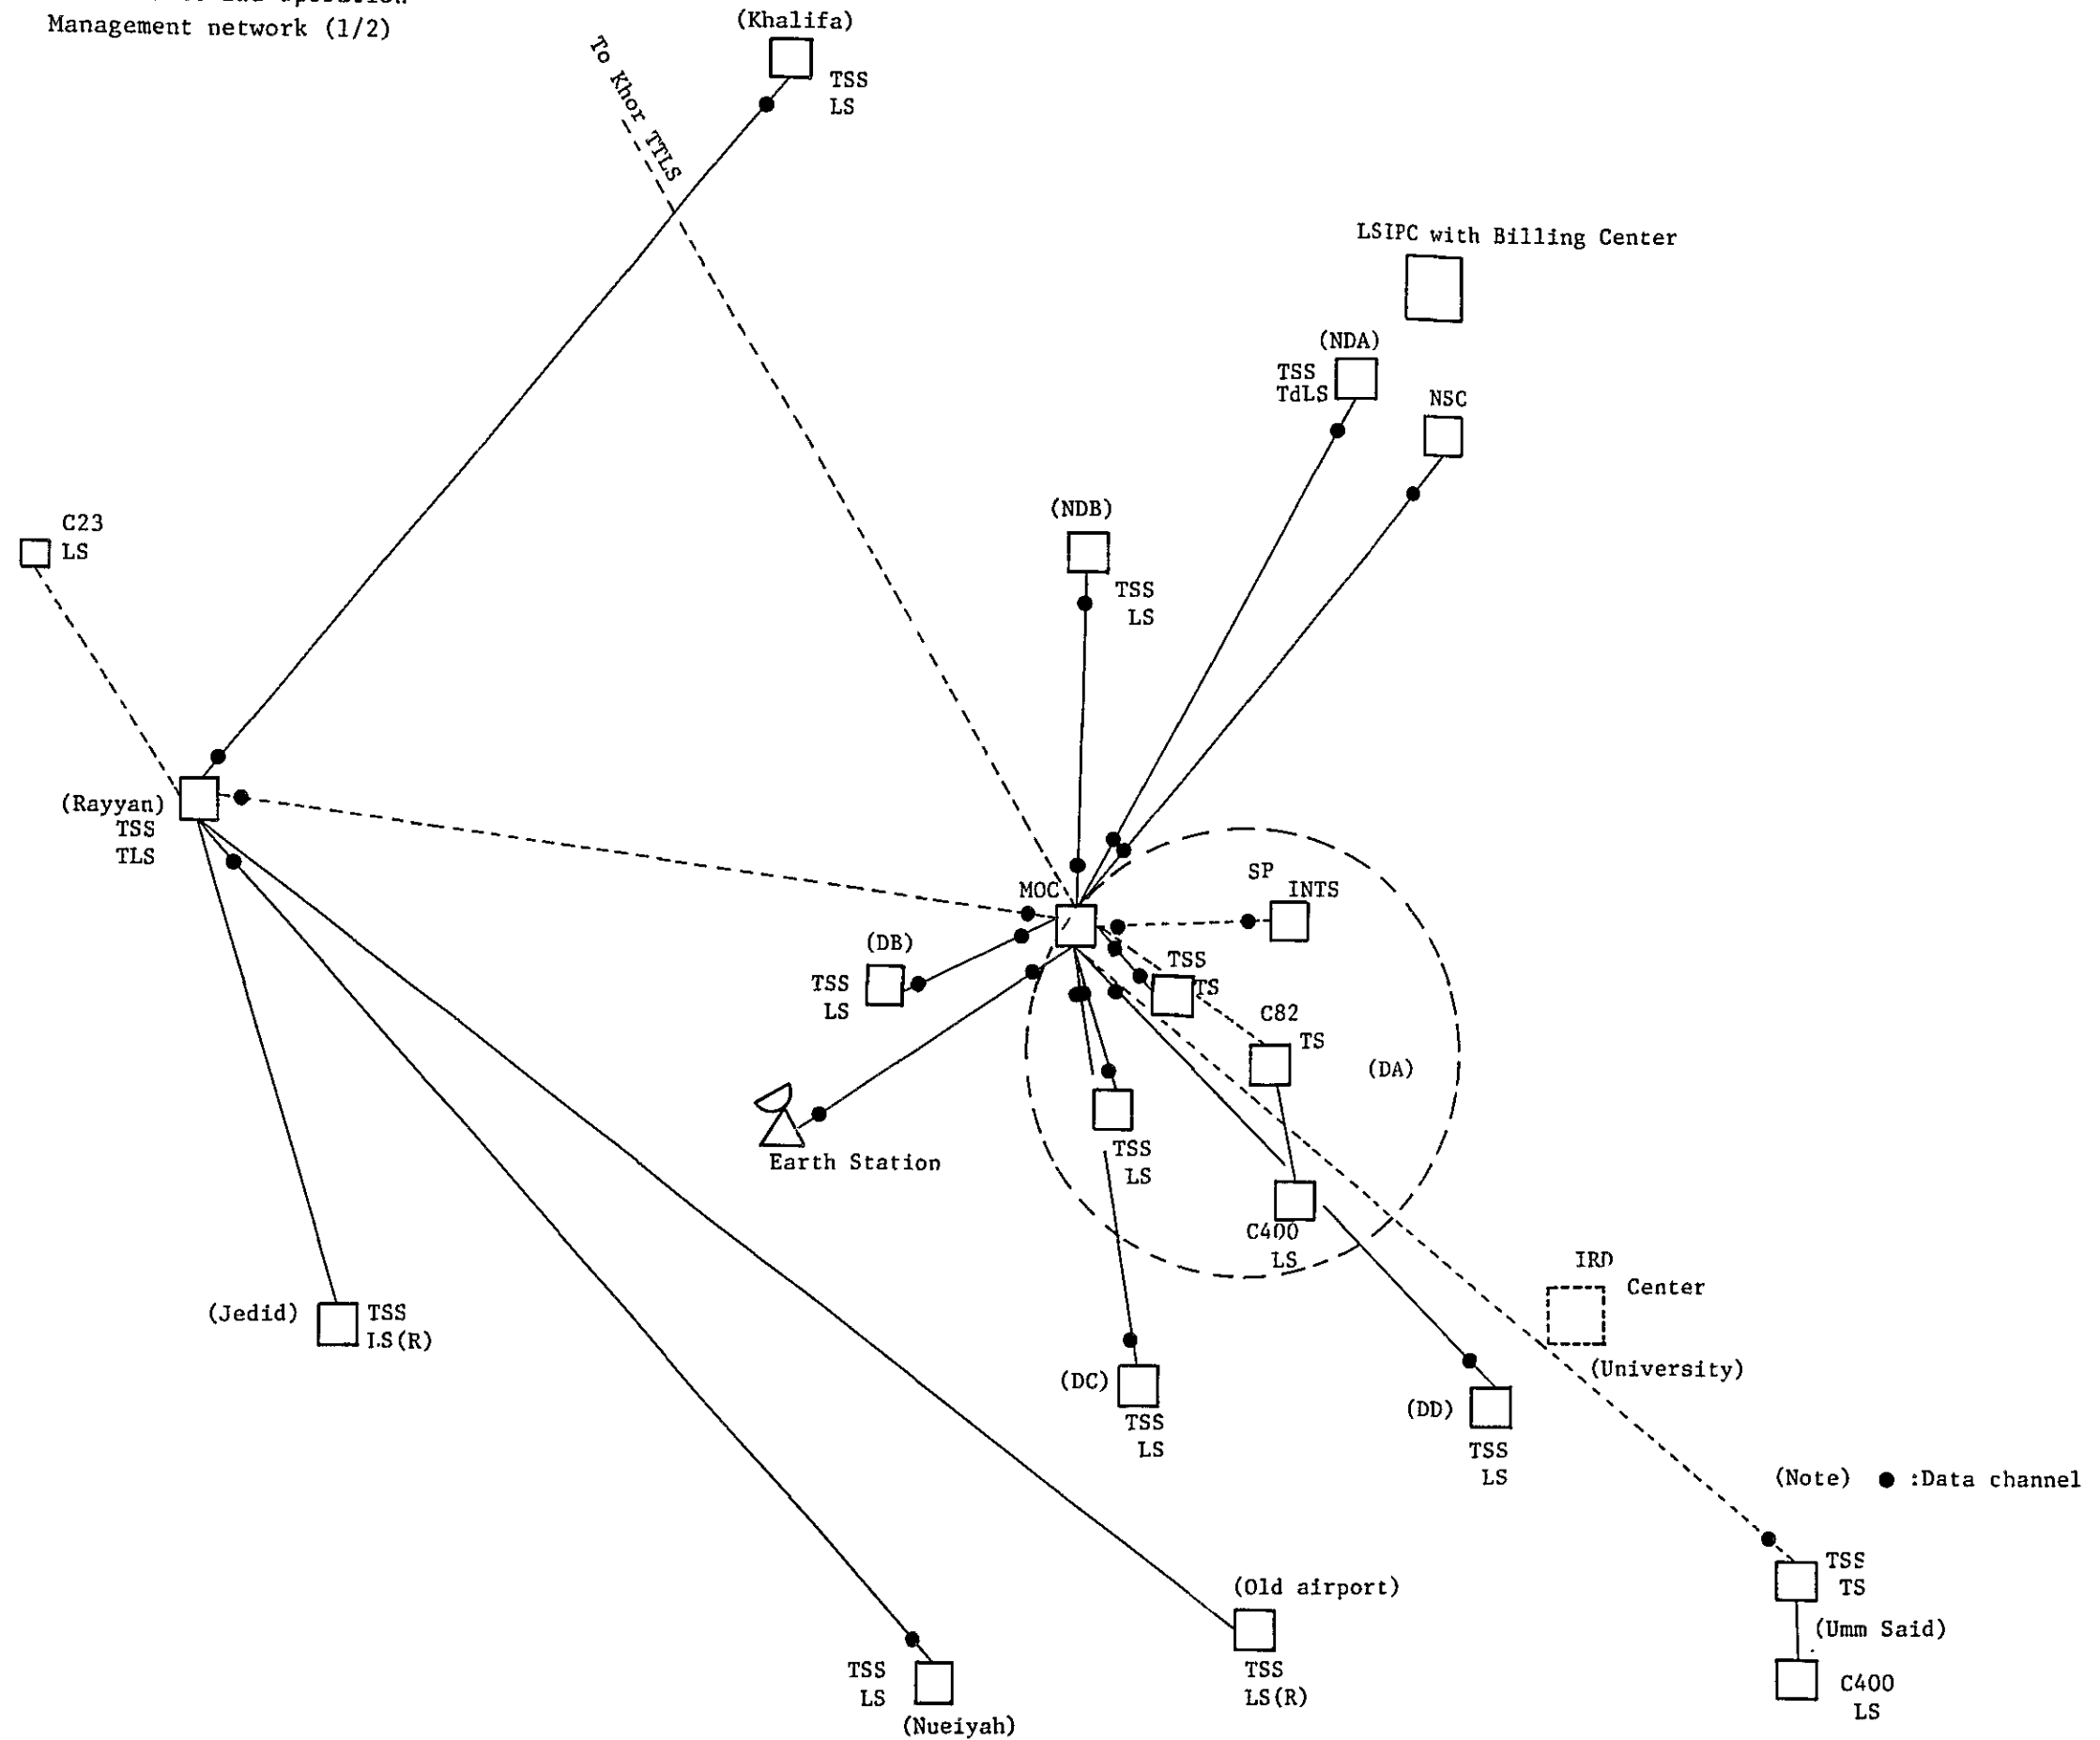 Management network (1/2)
(Khalifa)
TSS
LS
To Khor TTLS
LSIPC with Billing Center
(NDA)
TSS
TdLS
NSC
(NDB)
TSS
LS
C23
LS
(Rayyan)
TSS
TLS
MOC
SP
INTS
(DB)
TSS
LS
TSS
TS
C82
TS
(DA)
Earth Station
TSS
LS
C400
LS
IRD
Center
(University)
(Jedid)
TSS
LS(R)
(DC)
TSS
LS
(DD)
TSS
LS
(Note) ● :Data channel
TSS
TS
(Umm Said)
C400
LS
(Old airport)
TSS
LS(R)
TSS
LS
(Nueiyah)